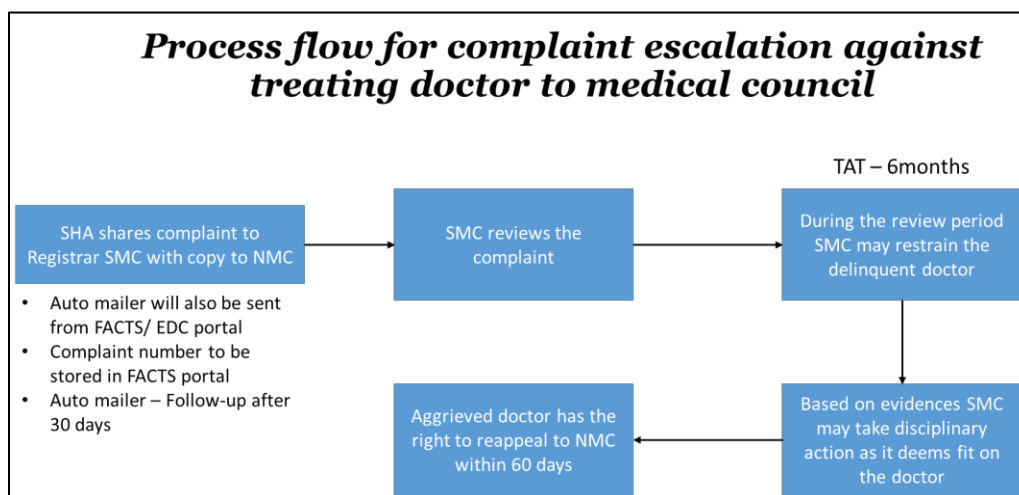 Process flow for complaint escalation against
treating doctor to medical council
SHA shares complaint to
Registrar SMC with copy to NMC
• Auto mailer will also be sent
from FACTS/ EDC portal
• Complaint number to be
stored in FACTS portal
• Auto mailer – Follow-up after
30 days
SMC reviews the
complaint
TAT – 6months
During the review period
SMC may restrain the
delinquent doctor
Based on evidences SMC
may take disciplinary
action as it deems fit on
the doctor
Aggrieved doctor has the
right to reappeal to NMC
within 60 days